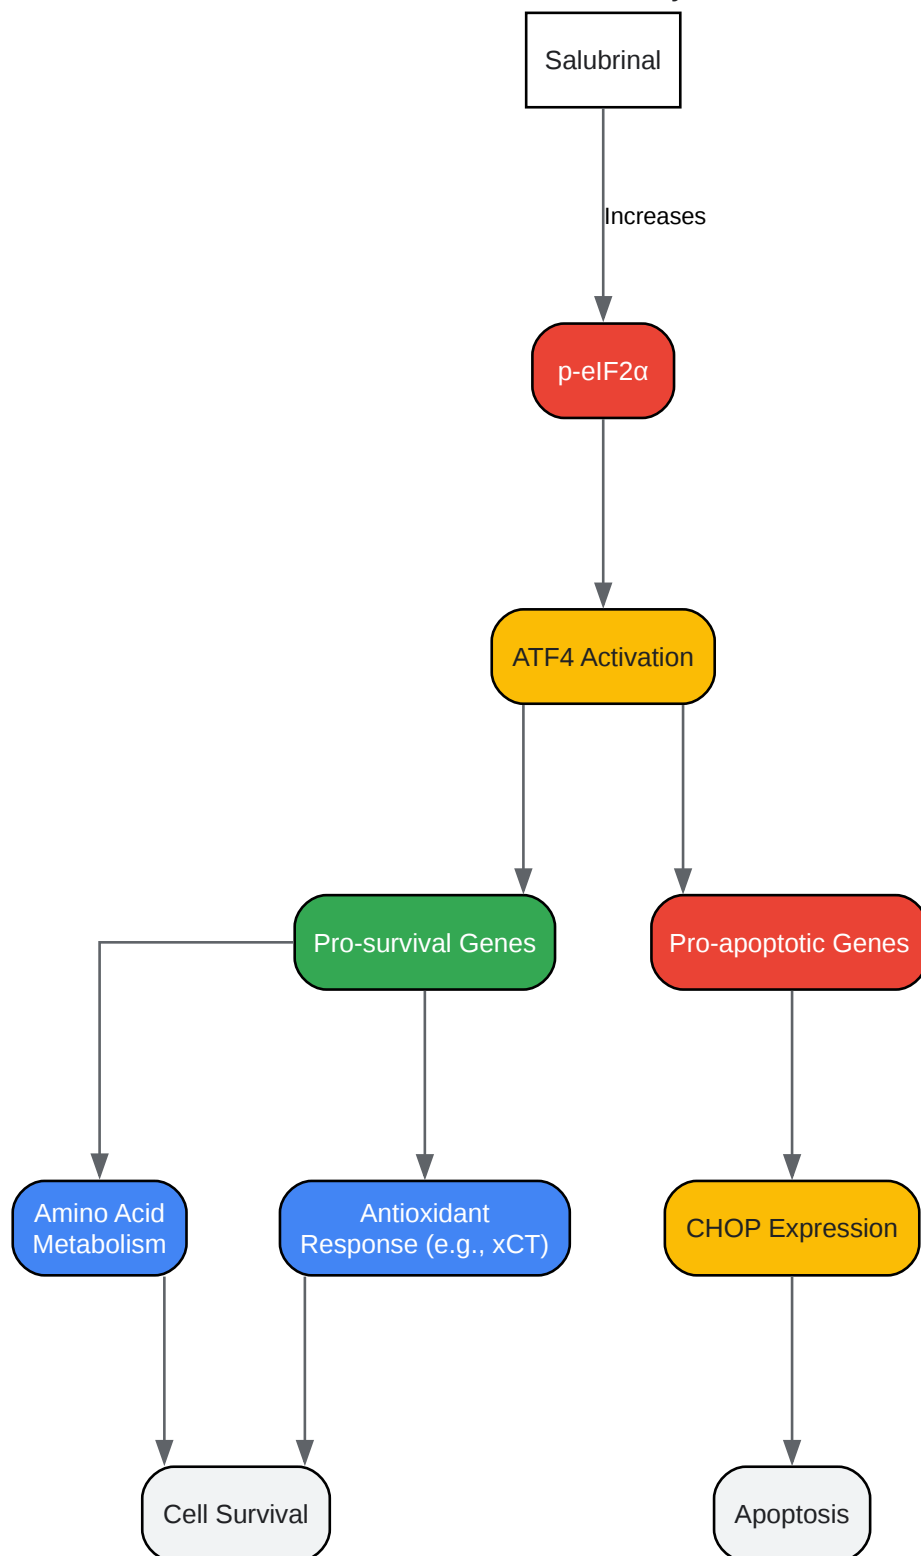 Salubrinal
Increases
p-eIF2α
ATF4 Activation
Pro-survival Genes
Pro-apoptotic Genes
Amino Acid
Metabolism
Antioxidant
Response (e.g., xCT)
CHOP Expression
Cell Survival
Apoptosis